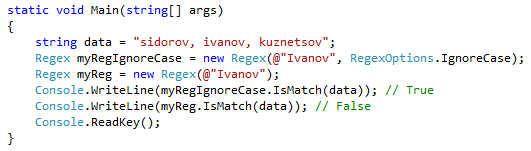 static void Main(string[] args)
{
    string data = "sidorov, ivanov, kuznetsov";
    Regex myRegIgnoreCase = new Regex(@"Ivanov", RegexOptions.IgnoreCase);
    Regex myReg = new Regex(@"Ivanov");
    Console.WriteLine(myRegIgnoreCase.IsMatch(data)); // True
    Console.WriteLine(myReg.IsMatch(data)); // False
    Console.ReadKey();
}